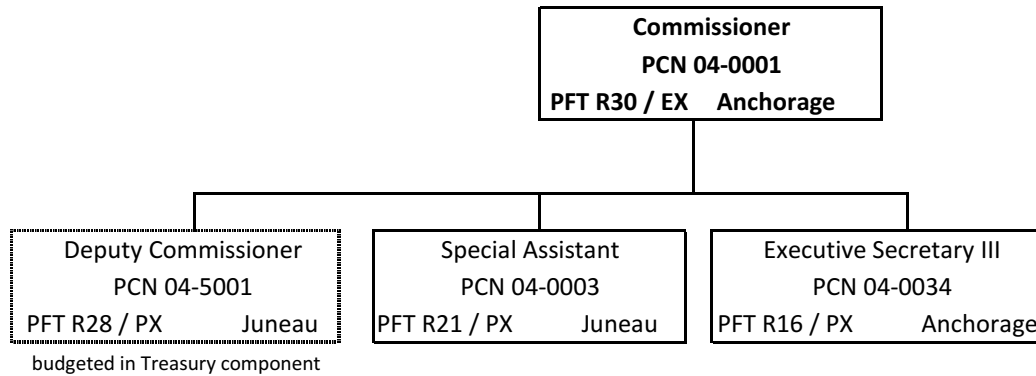 Commissioner
PCN 04-0001
PFT R30 / EX Anchorage
Deputy Commissioner
PCN 04-5001
PFT R28 / PX Juneau
budgeted in Treasury component
Special Assistant
PCN 04-0003
PFT R21 / PX Juneau
Executive Secretary III
PCN 04-0034
PFT R16 / PX Anchorage